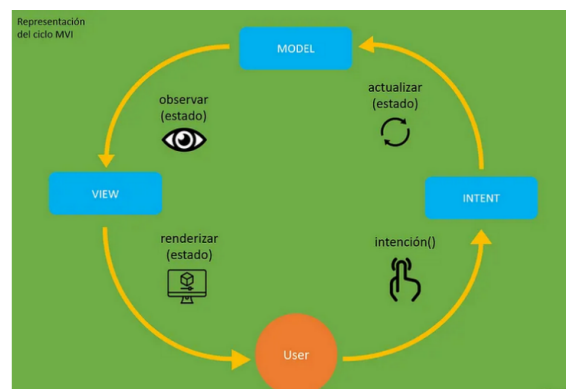 Representación
del ciclo MVI
MODEL
observar
(estado)
actualizar
(estado)
VIEW
INTENT
renderizar
(estado)
intención()
User